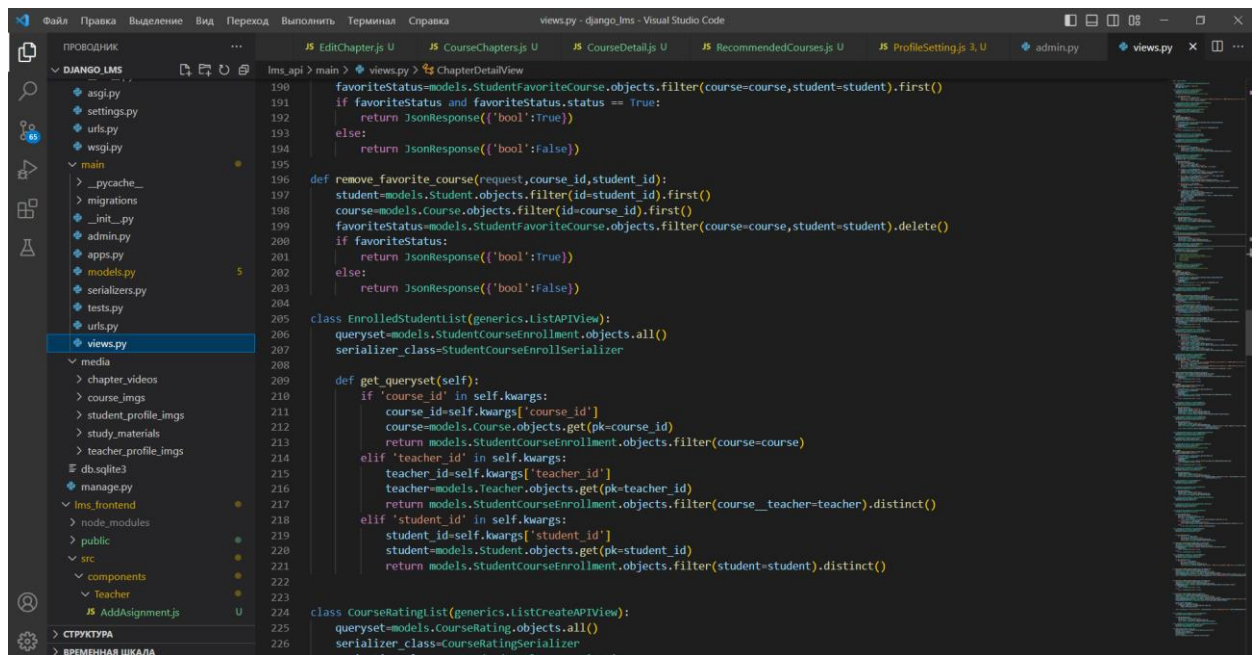 Файл Правка Выделение Вид Переход Выполнить Терминал Справка
views.py - django_lms - Visual Studio Code
ПРОВОДНИК
JS EditChapter.js U JS CourseChapters.js U JS CourseDetail.js U JS RecommendedCourses.js U JS ProfileSetting.js 3, U admin.py views.py
DJANGO_LMS
asgi.py
settings.py
urls.py
wsgi.py
main
__pycache__
migrations
__init__.py
admin.py
apps.py
models.py 5
serializers.py
tests.py
urls.py
views.py
media
chapter_videos
course_imgs
student_profile_imgs
study_materials
teacher_profile_imgs
db.sqlite3
manage.py
lms_frontend
node_modules
public
src
components
Teacher
JS AddAsignment.js U
СТРУКТУРА
ВРЕМЕННАЯ ШКАЛА
65
lms_api > main > views.py > ChapterDetailView
190 favoriteStatus=models.StudentFavoriteCourse.objects.filter(course=course,student=student).first()
191 if favoriteStatus and favoriteStatus.status == True:
192 return JsonResponse({'bool':True})
193 else:
194 return JsonResponse({'bool':False})
195
196 def remove_favorite_course(request,course_id,student_id):
197 student=models.Student.objects.filter(id=student_id).first()
198 course=models.Course.objects.filter(id=course_id).first()
199 favoriteStatus=models.StudentFavoriteCourse.objects.filter(course=course,student=student).delete()
200 if favoriteStatus:
201 return JsonResponse({'bool':True})
202 else:
203 return JsonResponse({'bool':False})
204
205 class EnrolledStudentList(generics.ListAPIView):
206 queryset=models.StudentCourseEnrollment.objects.all()
207 serializer_class=StudentCourseEnrollSerializer
208
209 def get_queryset(self):
210 if 'course_id' in self.kwargs:
211 course_id=self.kwargs['course_id']
212 course=models.Course.objects.get(pk=course_id)
213 return models.StudentCourseEnrollment.objects.filter(course=course)
214 elif 'teacher_id' in self.kwargs:
215 teacher_id=self.kwargs['teacher_id']
216 teacher=models.Teacher.objects.get(pk=teacher_id)
217 return models.StudentCourseEnrollment.objects.filter(course__teacher=teacher).distinct()
218 elif 'student_id' in self.kwargs:
219 student_id=self.kwargs['student_id']
220 student=models.Student.objects.get(pk=student_id)
221 return models.StudentCourseEnrollment.objects.filter(student=student).distinct()
222
223
224 class CourseRatingList(generics.ListCreateAPIView):
225 queryset=models.CourseRating.objects.all()
226 serializer_class=CourseRatingSerializer